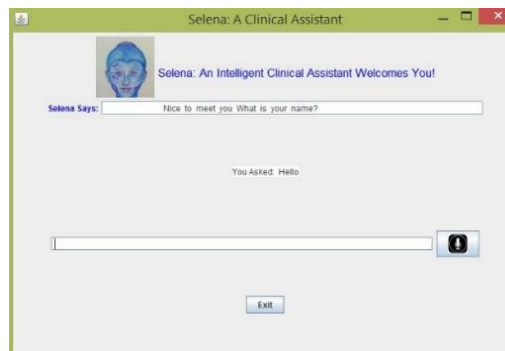 Selena: A Clinical Assistant
Selena: An Intelligent Clinical Assistant Welcomes You!
Selena Says: Nice to meet you What is your name?
You Asked: Hello
Exit